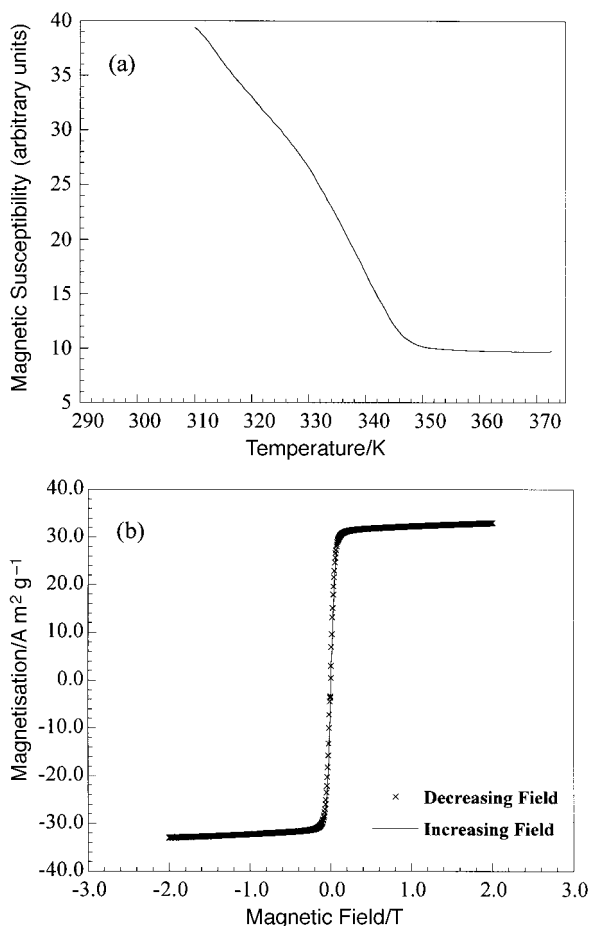 (a)
Magnetic Susceptibility (arbitrary units)
40
35
30
25
20
15
10
5
290 300 310 320 330 340 350 360 370
Temperature/K
(b)
Magnetisation/A m² g⁻¹
40.0
30.0
20.0
10.0
0.0
-10.0
-20.0
-30.0
-40.0
× Decreasing Field
Increasing Field
-3.0 -2.0 -1.0 0.0 1.0 2.0 3.0
Magnetic Field/T